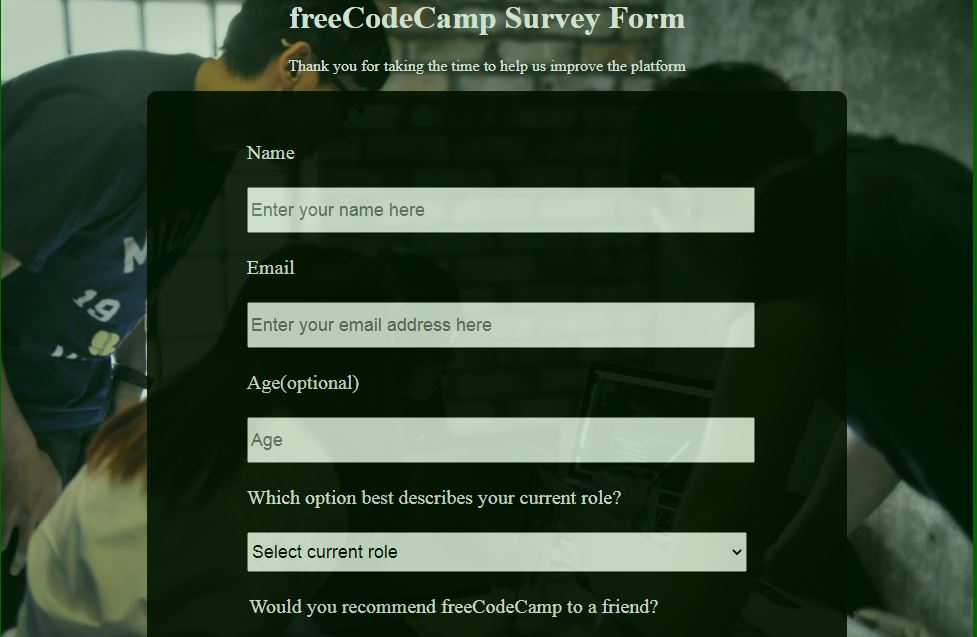 freeCodeCamp Survey Form
Thank you for taking the time to help us improve the platform
Name
Enter your name here
Email
Enter your email address here
Age(optional)
Age
Which option best describes your current role?
Select current role
Would you recommend freeCodeCamp to a friend?
19